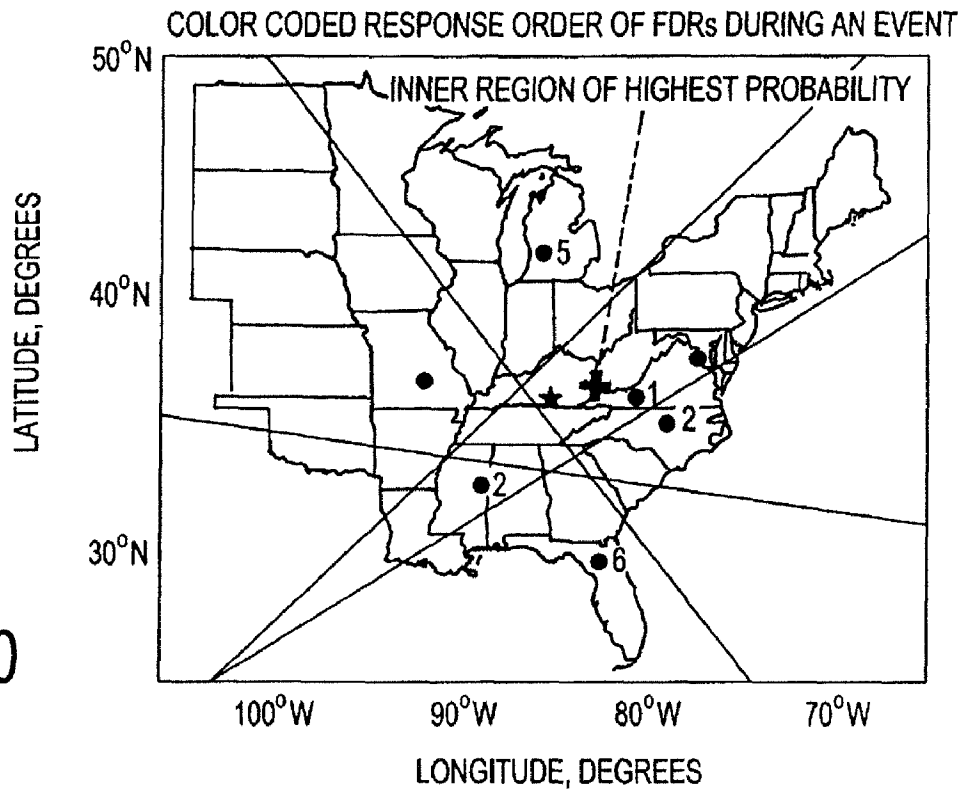 COLOR CODED RESPONSE ORDER OF FDRs DURING AN EVENT
50°N
INNER REGION OF HIGHEST PROBABILITY
5
LATITUDE, DEGREES
40°N
1
2
2
30°N
6
0
100°W 90°W 80°W 70°W
LONGITUDE, DEGREES